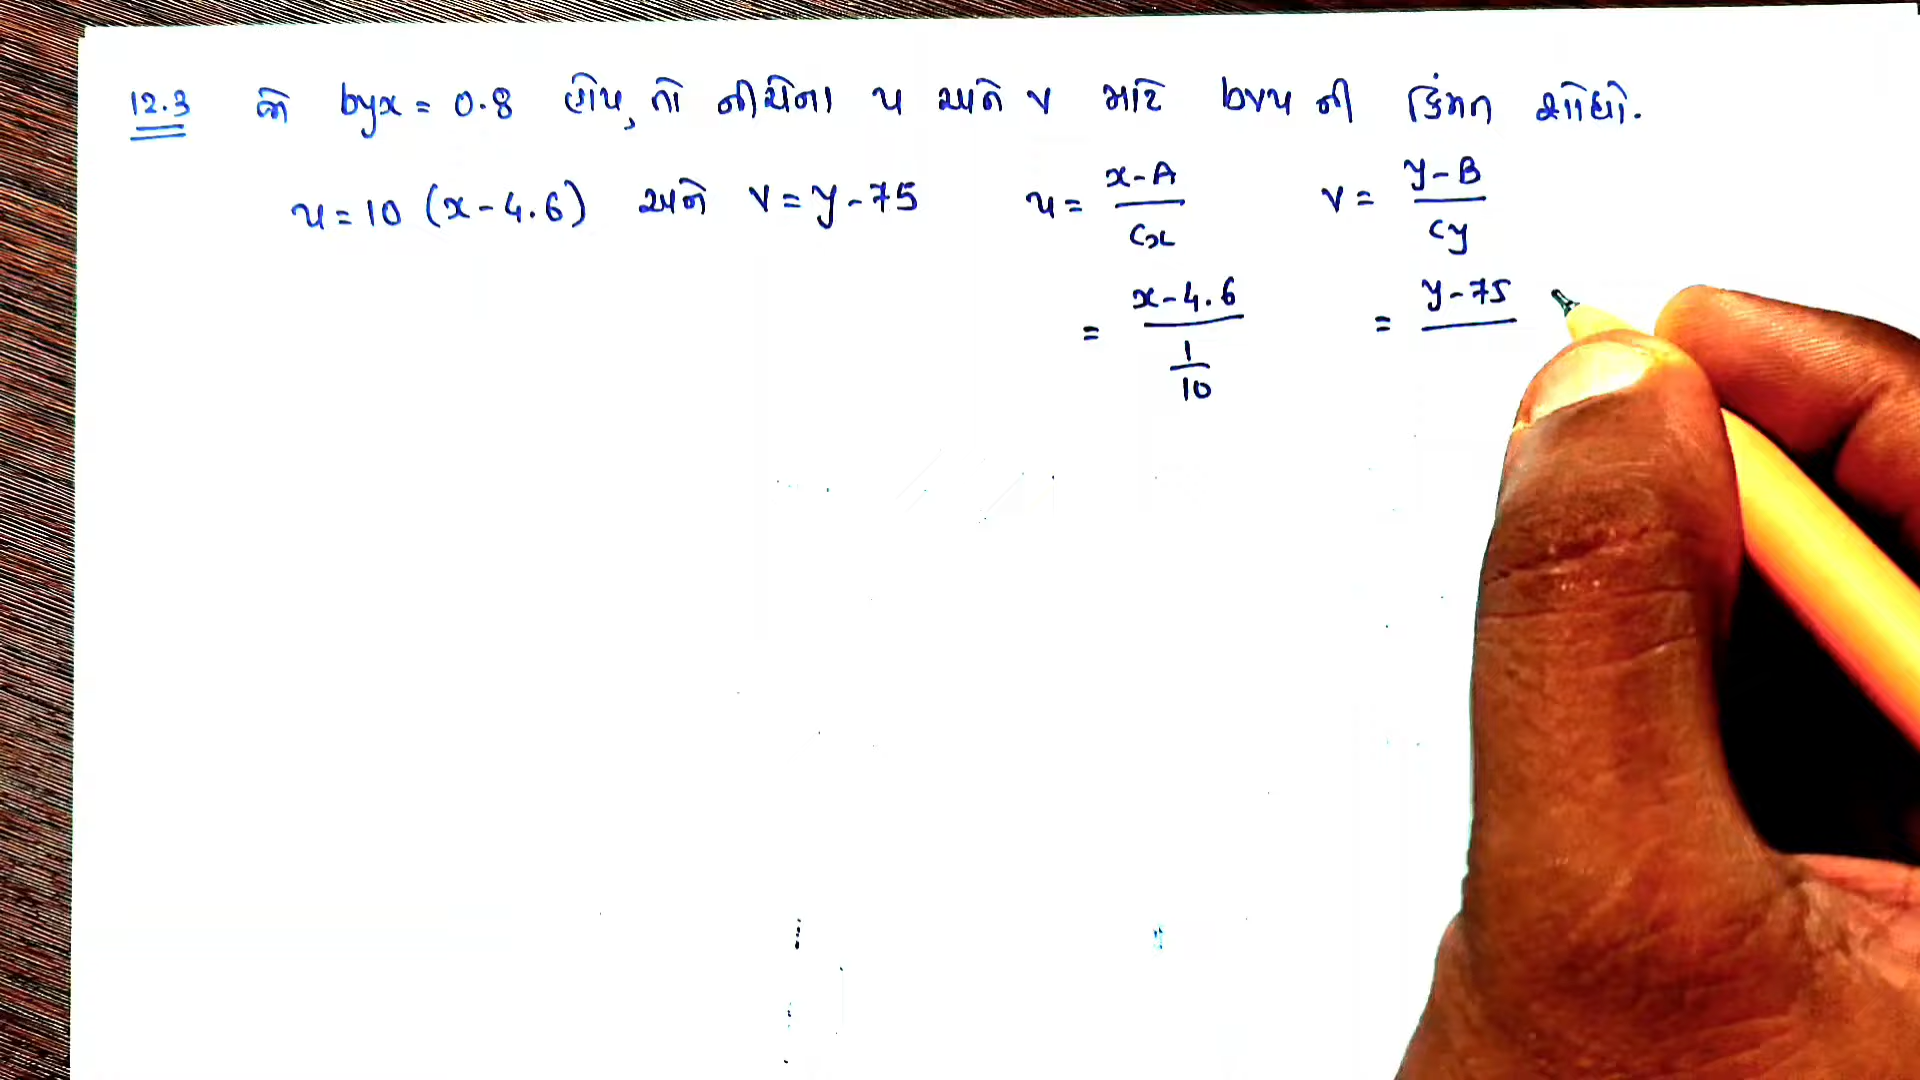 12.3 જો byx = 0.8 હોય, તો નીચેના u અને v માટે bvu ની કિંમત શોધો.
u = 10 (x - 4.6) અને v = y - 75 u = x - A / Cx v = y - B / Cy
= x - 4.6 / 1/10 = y - 75